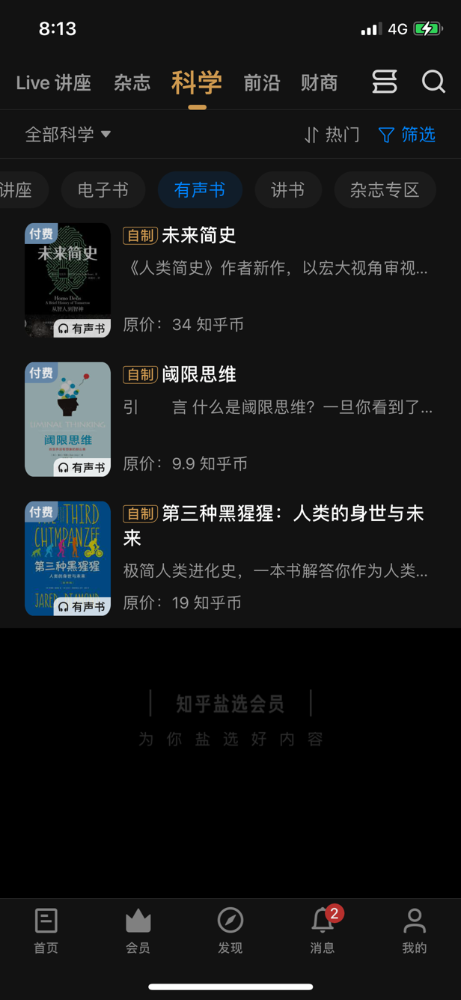 8:13
4G
Live 讲座 杂志 科学 前沿 财商
全部科学 热门 筛选
讲座 电子书 有声书 讲书 杂志专区
付费
未来简史
Homo Deus
A Brief History of Tomorrow
从智人到智神
有声书
自制 未来简史
《人类简史》作者新作，以宏大视角审视...
原价：34 知乎币
付费
LIMINAL THINKING
阈限思维
有声书
自制 阈限思维
引 言 什么是阈限思维？一旦你看到了...
原价：9.9 知乎币
付费
THE THIRD
CHIMPANZEE
第三种黑猩猩
人类的身世与未来
JARED DIAMOND
有声书
自制 第三种黑猩猩：人类的身世与未
来
极简人类进化史，一本书解答你作为人类...
原价：19 知乎币
知乎盐选会员
为你盐选好内容
2
首页 会员 发现 消息 我的